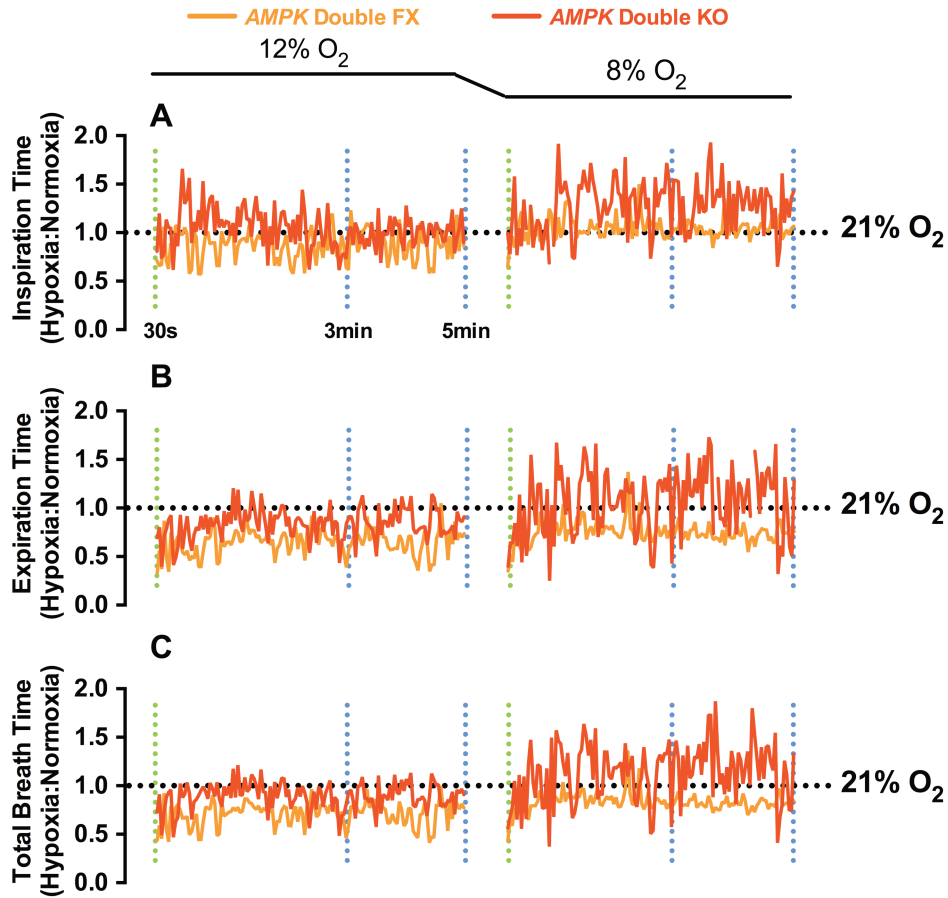 AMPK Double FX AMPK Double KO
12% O2
8% O2
A
Inspiration Time
(Hypoxia:Normoxia)
2.0
1.5
1.0
0.5
0.0
21% O2
30s 3min 5min
B
Expiration Time
(Hypoxia:Normoxia)
2.0
1.5
1.0
0.5
0.0
21% O2
C
Total Breath Time
(Hypoxia:Normoxia)
2.0
1.5
1.0
0.5
0.0
21% O2